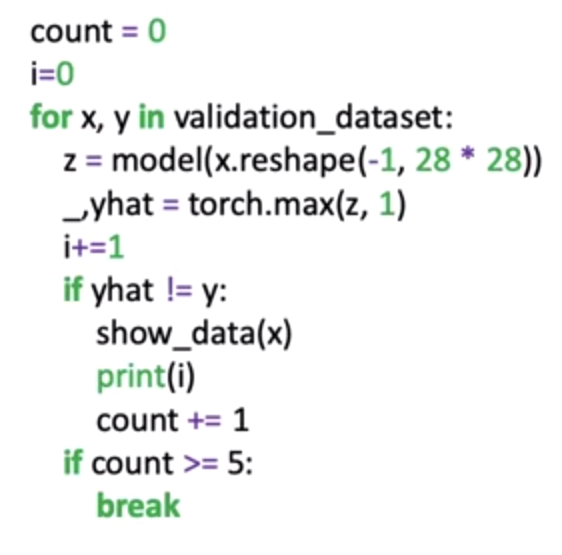 count = 0
i=0
for x, y in validation_dataset:
z = model(x.reshape(-1, 28 * 28))
_,yhat = torch.max(z, 1)
i+=1
if yhat != y:
show_data(x)
print(i)
count += 1
if count >= 5:
break